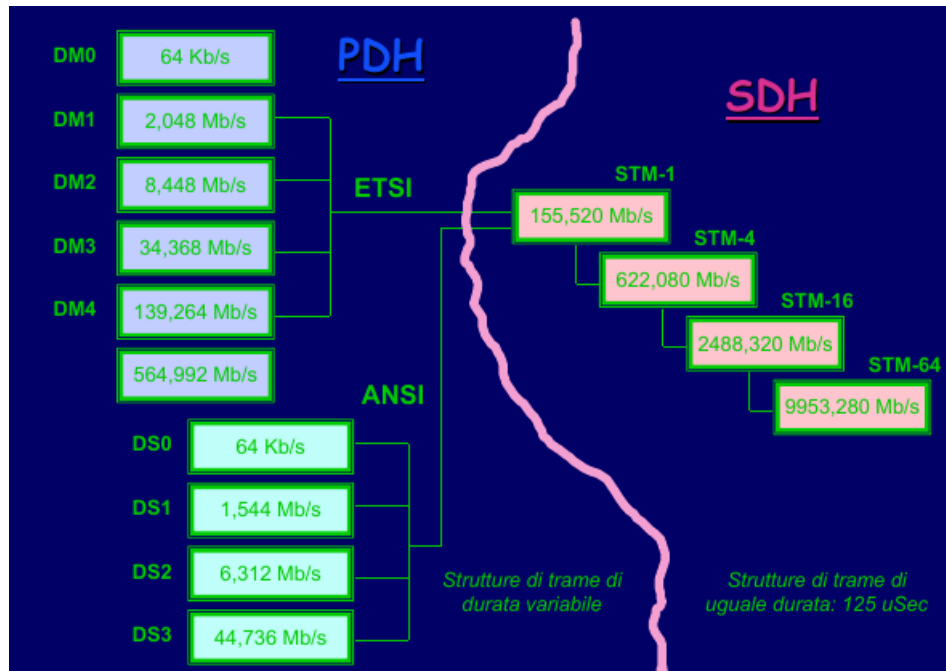 PDH
DM0
64 Kb/s
DM1
2,048 Mb/s
DM2
8,448 Mb/s
DM3
34,368 Mb/s
DM4
139,264 Mb/s
564,992 Mb/s
ETSI
ANSI
DS0
64 Kb/s
DS1
1,544 Mb/s
DS2
6,312 Mb/s
DS3
44,736 Mb/s
Strutture di trame di
durata variabile
SDH
STM-1
155,520 Mb/s
STM-4
622,080 Mb/s
STM-16
2488,320 Mb/s
STM-64
9953,280 Mb/s
Strutture di trame di
uguale durata: 125 uSec